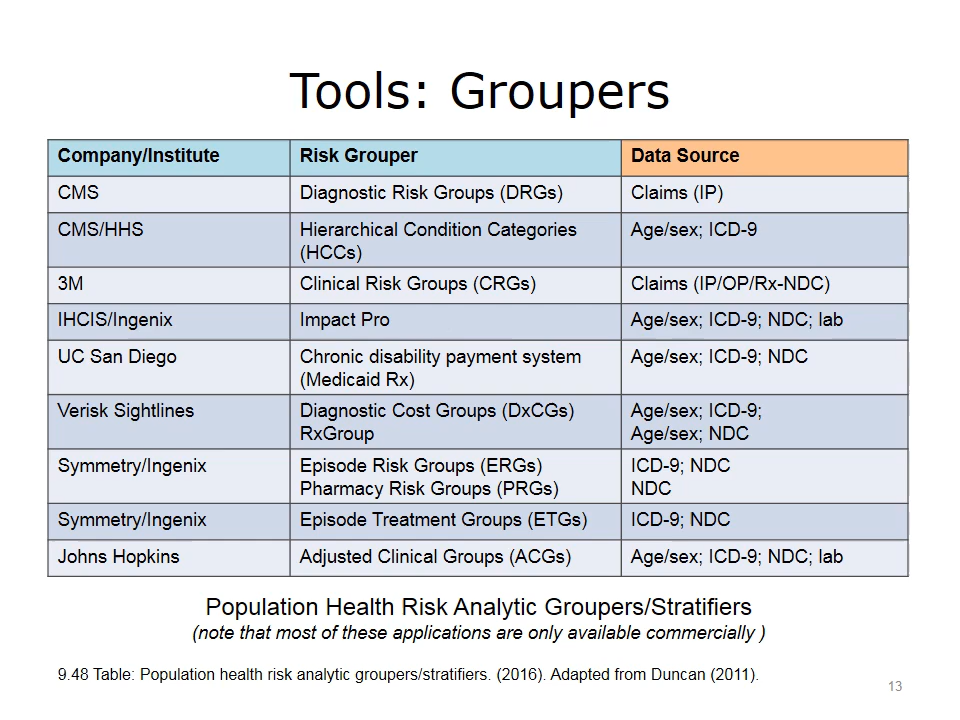 Tools: Groupers
Company/Institute Risk Grouper Data Source
CMS Diagnostic Risk Groups (DRGs) Claims (IP)
CMS/HHS Hierarchical Condition Categories Age/sex; ICD-9
(HCCs)
3M Clinical Risk Groups (CRGs) Claims (IP/OP/Rx-NDC)
IHCIS/Ingenix Impact Pro Age/sex; ICD-9; NDC; lab
UC San Diego Chronic disability payment system Age/sex; ICD-9; NDC
(Medicaid Rx)
Verisk Sightlines Diagnostic Cost Groups (DxCGs) Age/sex; ICD-9;
RxGroup Age/sex; NDC
Symmetry/Ingenix Episode Risk Groups (ERGs) ICD-9; NDC
Pharmacy Risk Groups (PRGs) NDC
Symmetry/Ingenix Episode Treatment Groups (ETGs) ICD-9; NDC
Johns Hopkins Adjusted Clinical Groups (ACGs) Age/sex; ICD-9; NDC; lab
Population Health Risk Analytic Groupers/Stratifiers
(note that most of these applications are only available commercially )
9.48 Table: Population health risk analytic groupers/stratifiers. (2016). Adapted from Duncan (2011).
13